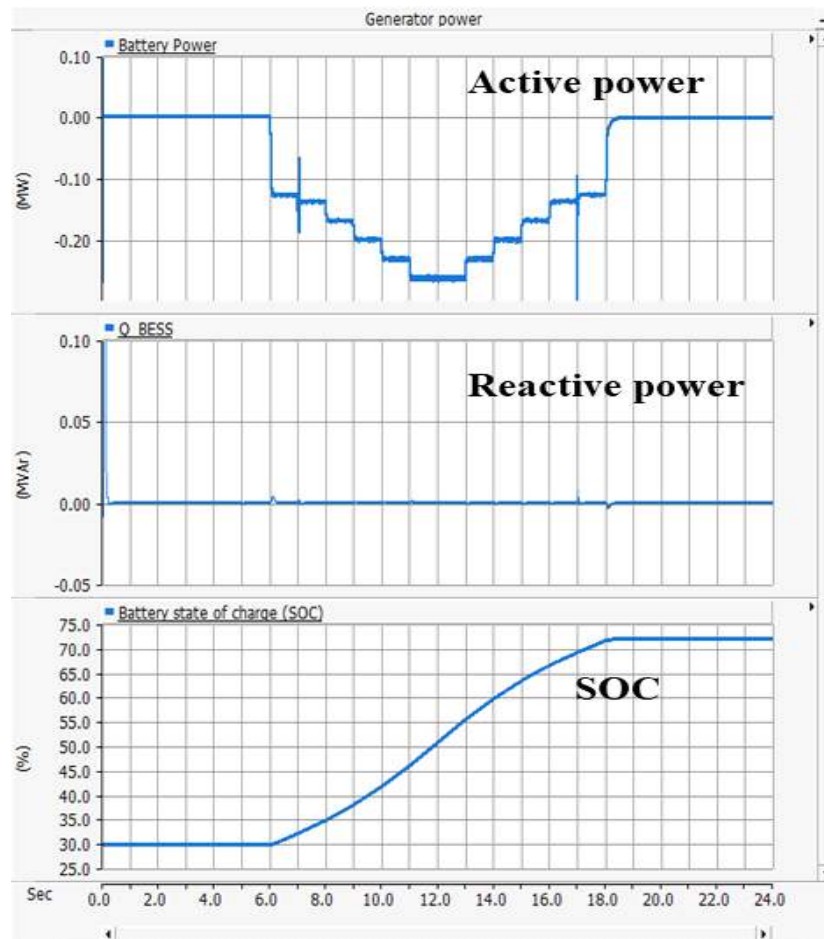 Generator power
Battery Power
Active power
0.10
0.00
-0.10
-0.20
(MW)
Q_BESS
Reactive power
0.10
0.05
0.00
-0.05
(MVAr)
Battery state of charge (SOC)
SOC
75.0
70.0
65.0
60.0
55.0
50.0
45.0
40.0
35.0
30.0
25.0
(%)
Sec 0.0 2.0 4.0 6.0 8.0 10.0 12.0 14.0 16.0 18.0 20.0 22.0 24.0